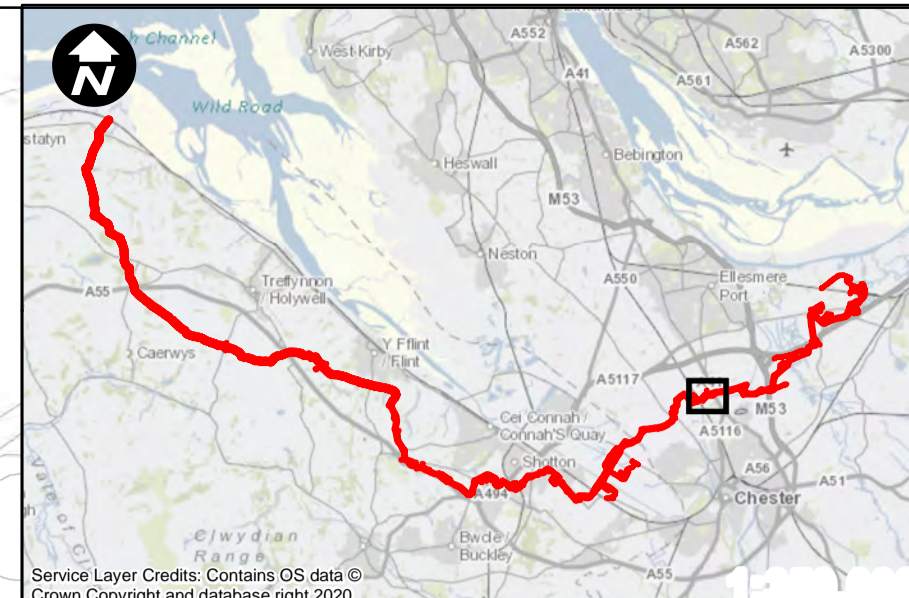 N
h Channel
Wild Road
West Kirby
A552
A562
A5300
A41
A561
statyn
Heswall
Bebington
M53
Neston
A550
Ellesmere
Port
Treffynnon
/ Holywell
A55
Caerwys
Y Fflint
/ Flint
A5117
M53
A5116
Cei Connah /
Connah'S Quay
Shotton
A494
A56
A51
Chester
Clwydian
Range
Bwcle /
Buckley
A55
Service Layer Credits: Contains OS data ©
Crown Copyright and database right 2020